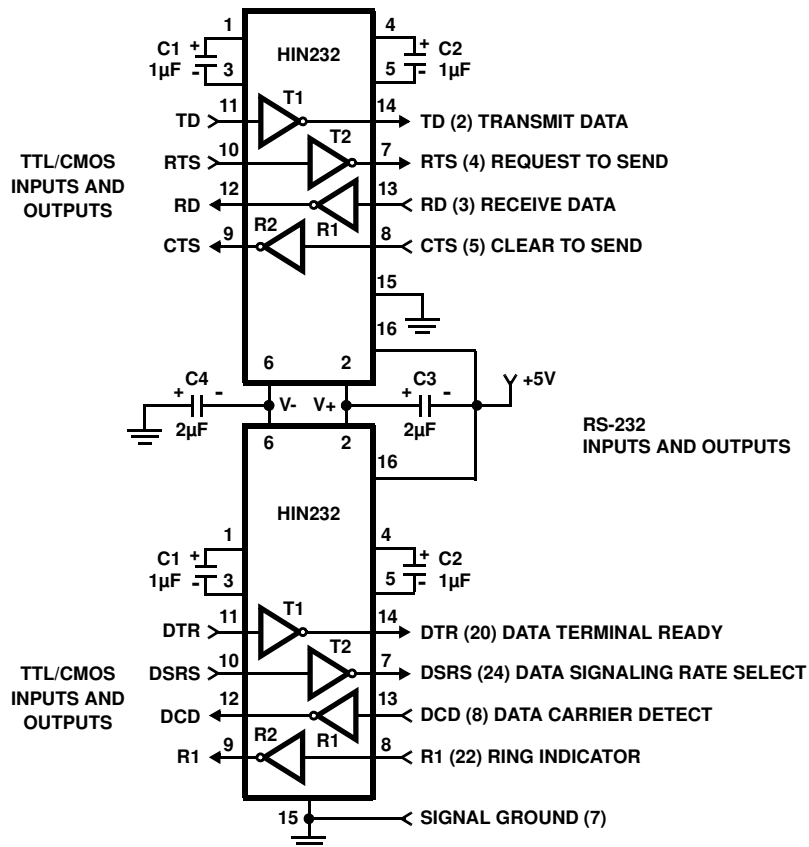 1
4
HIN232
C1 +
1µF -
3
+ C2
- 1µF
5
T1
11
14
TD
TD (2) TRANSMIT DATA
T2
10
7
RTS
RTS (4) REQUEST TO SEND
TTL/CMOS
INPUTS AND
OUTPUTS
12
13
RD
RD (3) RECEIVE DATA
R2
R1
9
8
CTS
CTS (5) CLEAR TO SEND
15
16
6
2
C4
+ -
2µF
V-
V+
C3
+ -
2µF
+5V
RS-232
INPUTS AND OUTPUTS
6
2
16
HIN232
1
4
C1 +
1µF -
3
+ C2
- 1µF
5
T1
11
14
DTR
DTR (20) DATA TERMINAL READY
T2
10
7
DSRS
DSRS (24) DATA SIGNALING RATE SELECT
TTL/CMOS
INPUTS AND
OUTPUTS
12
13
DCD
DCD (8) DATA CARRIER DETECT
R2
R1
9
8
R1
R1 (22) RING INDICATOR
15
SIGNAL GROUND (7)